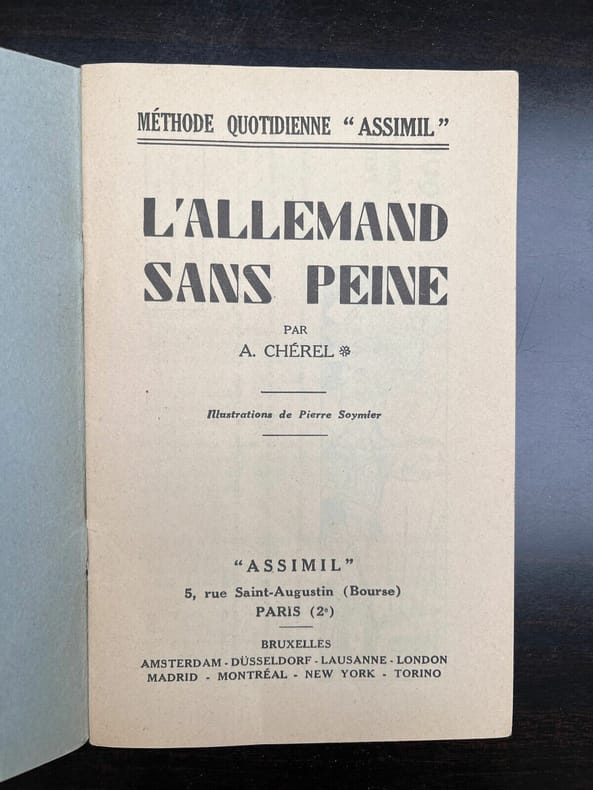 MÉTHODE QUOTIDIENNE "ASSIMIL"
L'ALLEMAND
SANS PEINE
PAR
A. CHÉREL
Illustrations de Pierre Soymier
"ASSIMIL"
5, rue Saint-Augustin (Bourse)
PARIS (2e)
BRUXELLES
AMSTERDAM - DÜSSELDORF - LAUSANNE - LONDON
MADRID - MONTRÉAL - NEW YORK - TORINO